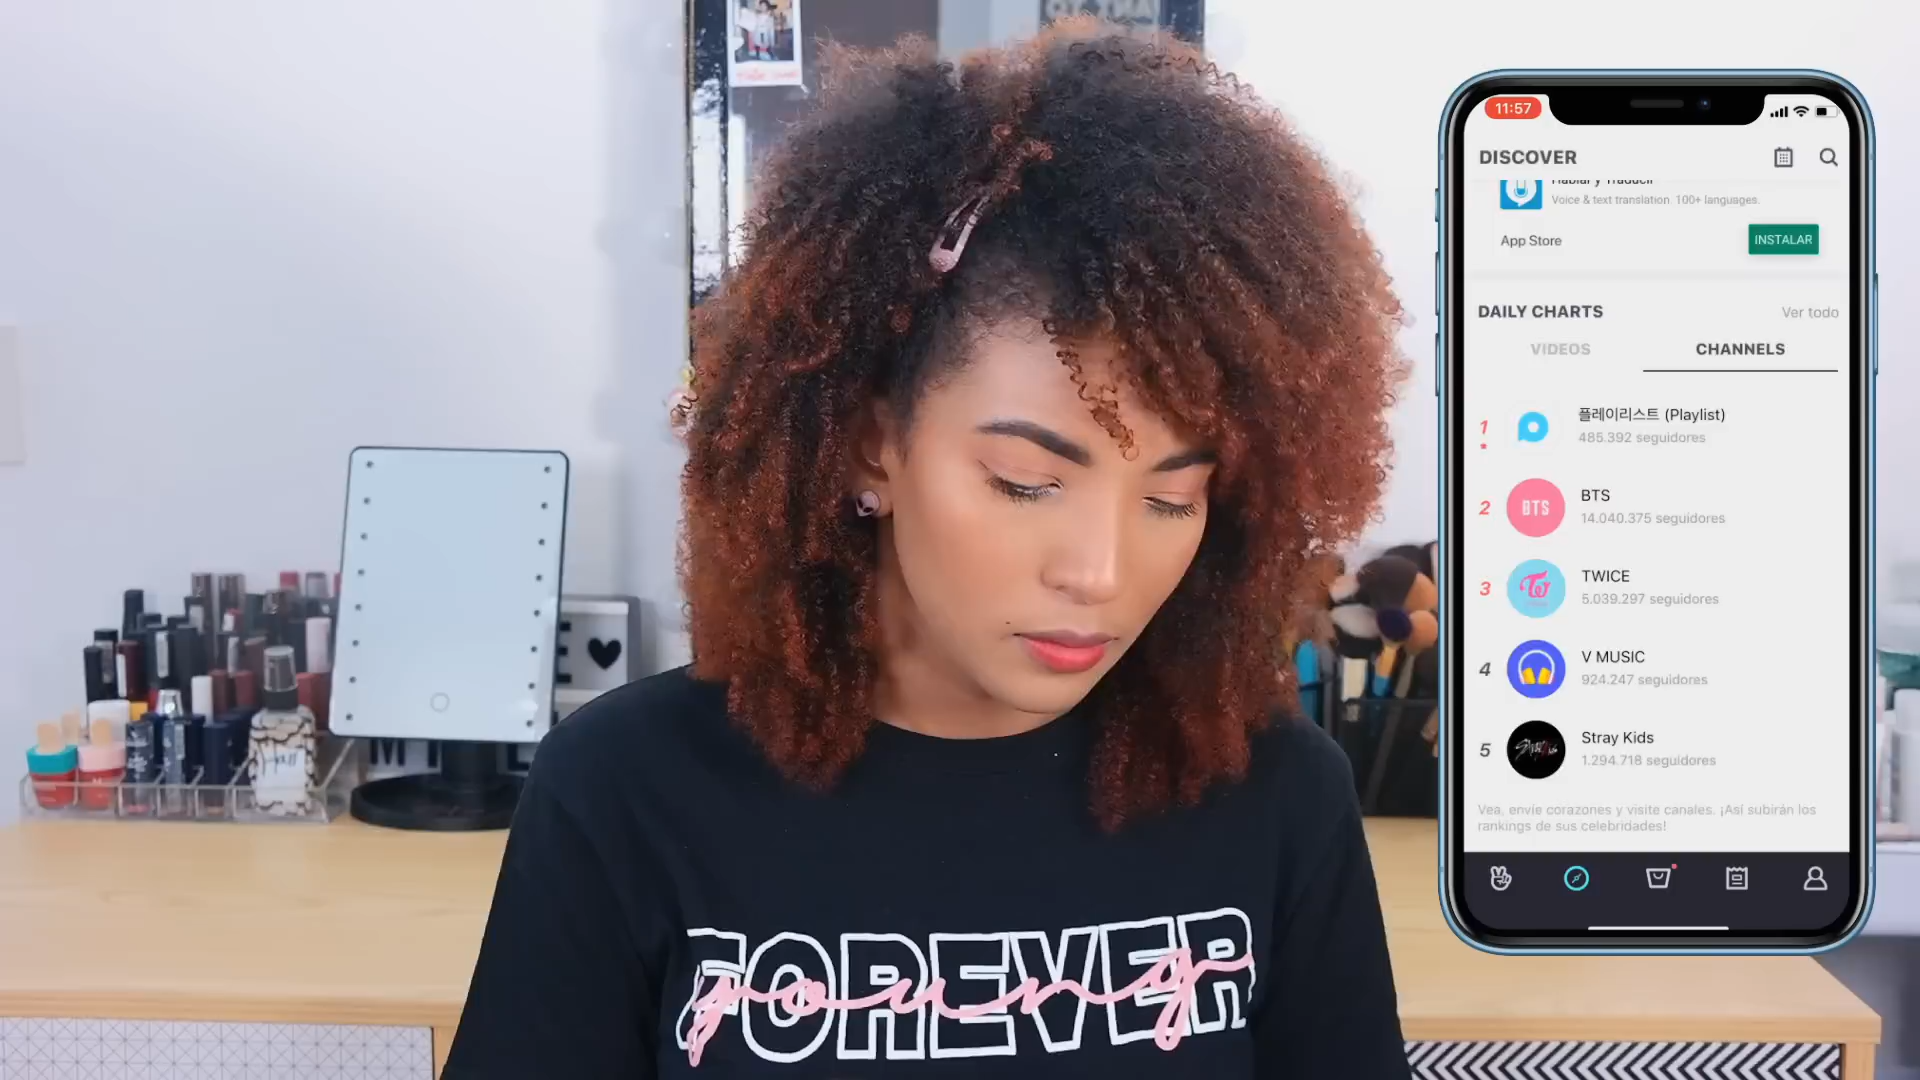 11:57
DISCOVER
Hablar y Traducir
Voice & text translation 100+ languages.
App Store
INSTALAR
DAILY CHARTS
Ver todo
VIDEOS
CHANNELS
1
플레이리스트 (Playlist)
485.392 seguidores
2
BTS
BTS
14.040.375 seguidores
3
TWICE
5.039.297 seguidores
4
V MUSIC
924.247 seguidores
5
Stray Kids
1.294.718 seguidores
Vea, envíe corazones y visite canales. ¡Así subirán los
rankings de sus celebridades!
FOREVER
young